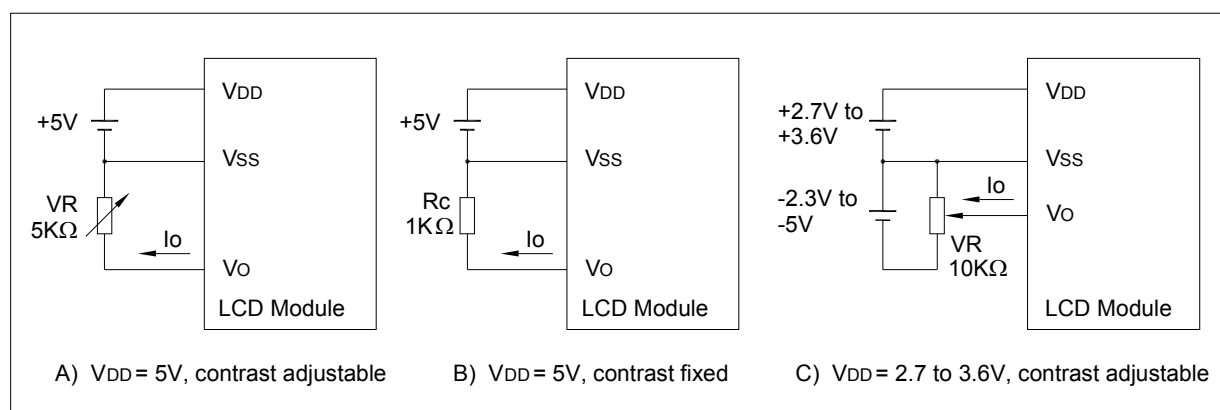 VDD
+5V
VSS
VR
5KΩ
Io
VO
LCD Module
A) VDD = 5V, contrast adjustable
VDD
+5V
VSS
Rc
1KΩ
Io
VO
LCD Module
B) VDD = 5V, contrast fixed
VDD
+2.7V to
+3.6V
VSS
-2.3V to
-5V
Io
VO
VR
10KΩ
LCD Module
C) VDD = 2.7 to 3.6V, contrast adjustable